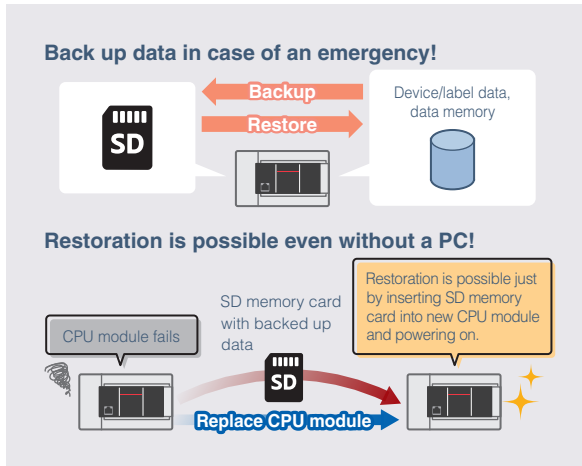 Back up data in case of an emergency!
SD
Backup
Restore
Device/label data,
data memory
Restoration is possible even without a PC!
CPU module fails
SD memory card
with backed up
data
Restoration is possible just
by inserting SD memory
card into new CPU module
and powering on.
SD
Replace CPU module